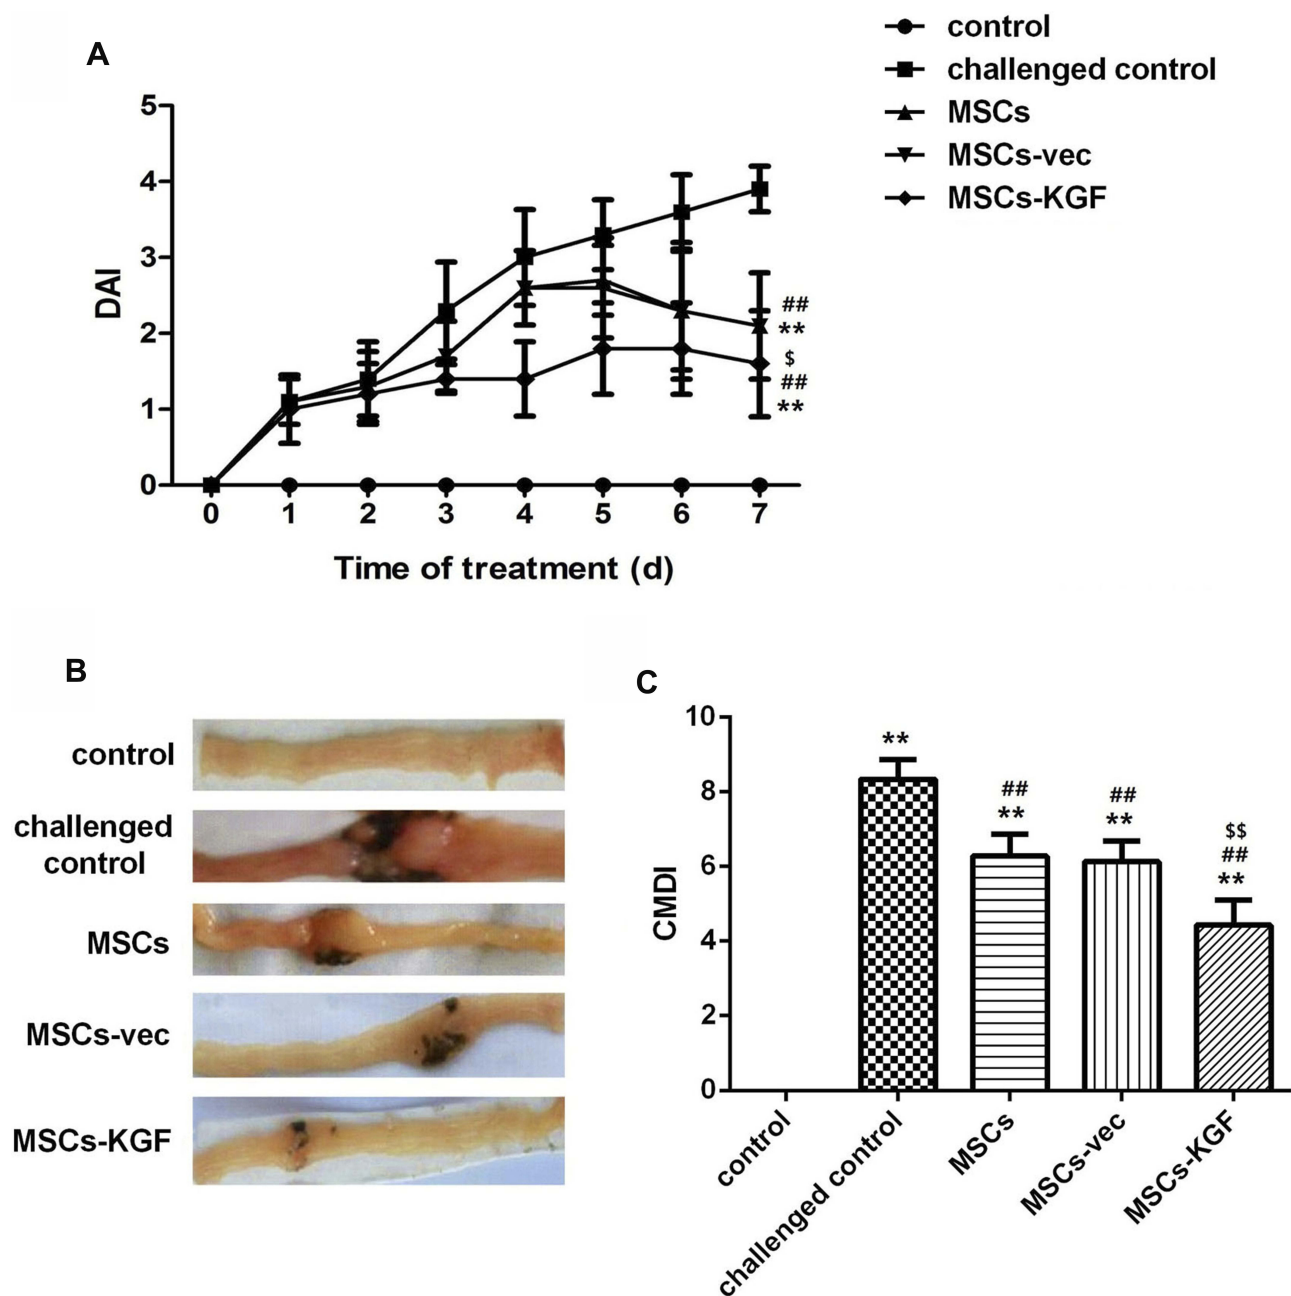 A
control
challenged control
MSCs
MSCs-vec
MSCs-KGF
5
4
3
2
1
0
DAI
##
**
$
##
**
0 1 2 3 4 5 6 7
Time of treatment (d)
B
control
challenged
control
MSCs
MSCs-vec
MSCs-KGF
C
10
8
6
4
2
0
CMDI
**
##
**
##
**
$$
##
**
control
challenged control
MSCs
MSCs-vec
MSCs-KGF